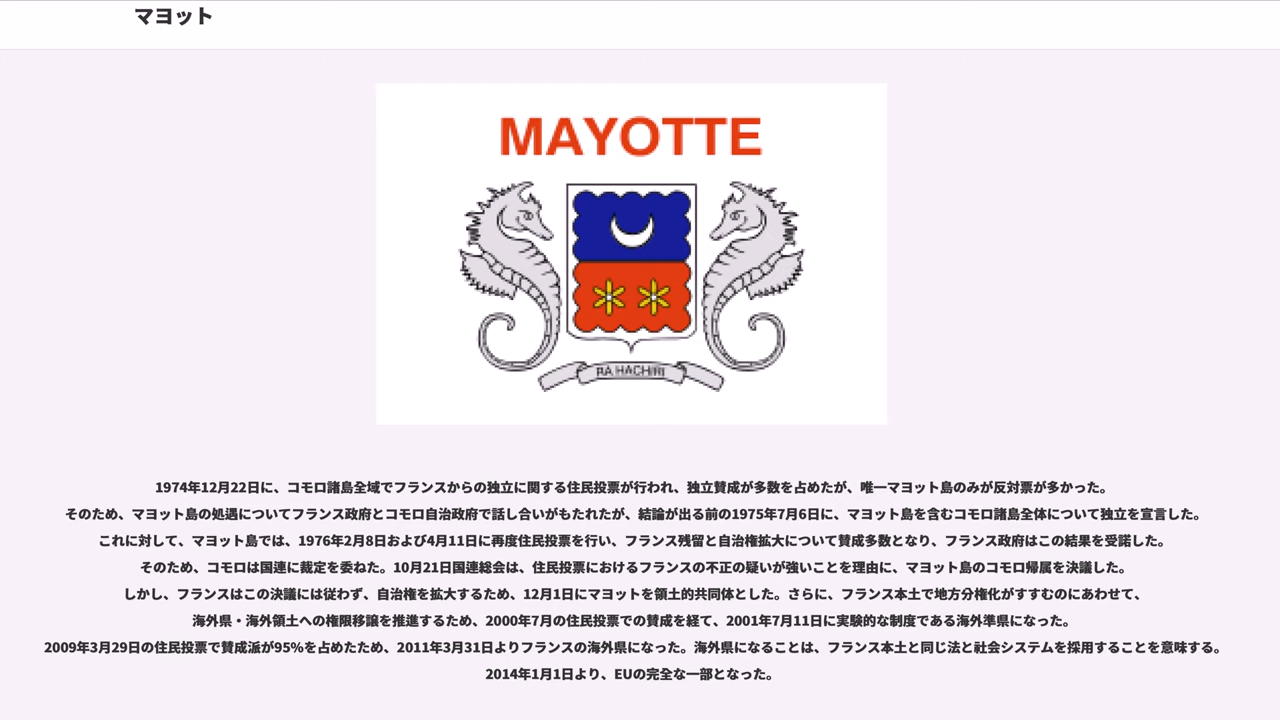 マヨット
MAYOTTE
RA HACHIRI
1974年12月22日に、コモロ諸島全域でフランスからの独立に関する住民投票が行われ、独立賛成が多数を占めたが、唯一マヨット島のみが反対票が多かった。
そのため、マヨット島の処遇についてフランス政府とコモロ自治政府で話し合いがもたれたが、結論が出る前の1975年7月6日に、マヨット島を含むコモロ諸島全体について独立を宣言した。
これに対して、マヨット島では、1976年2月8日および4月11日に再度住民投票を行い、フランス残留と自治権拡大について賛成多数となり、フランス政府はこの結果を受諾した。
そのため、コモロは国連に裁定を委ねた。10月21日国連総会は、住民投票におけるフランスの不正の疑いが強いことを理由に、マヨット島のコモロ帰属を決議した。
しかし、フランスはこの決議には従わず、自治権を拡大するため、12月1日にマヨットを領土的共同体とした。さらに、フランス本土で地方分権化がすすむのにあわせて、
海外県・海外領土への権限移譲を推進するため、2000年7月の住民投票での賛成を経て、2001年7月11日に実験的な制度である海外準県になった。
2009年3月29日の住民投票で賛成派が95%を占めたため、2011年3月31日よりフランスの海外県になった。海外県になることは、フランス本土と同じ法と社会システムを採用することを意味する。
2014年1月1日より、EUの完全な一部となった。